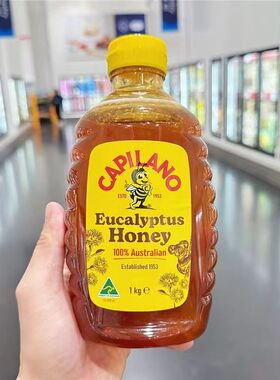 CAPILANO
ESTD 1953
Eucalyptus
Honey
100% Australian
Established 1953
1 kg e